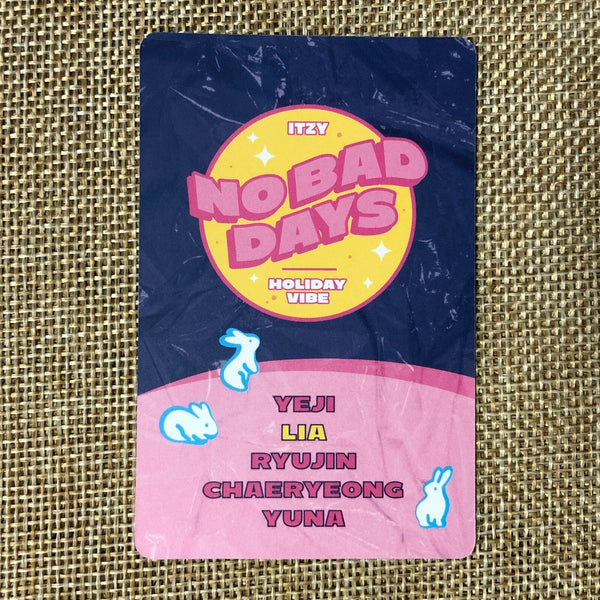 ITZY
NO BAD
DAYS
HOLIDAY
VIBE
YEJI
LIA
RYUJIN
CHAERYEONG
YUNA